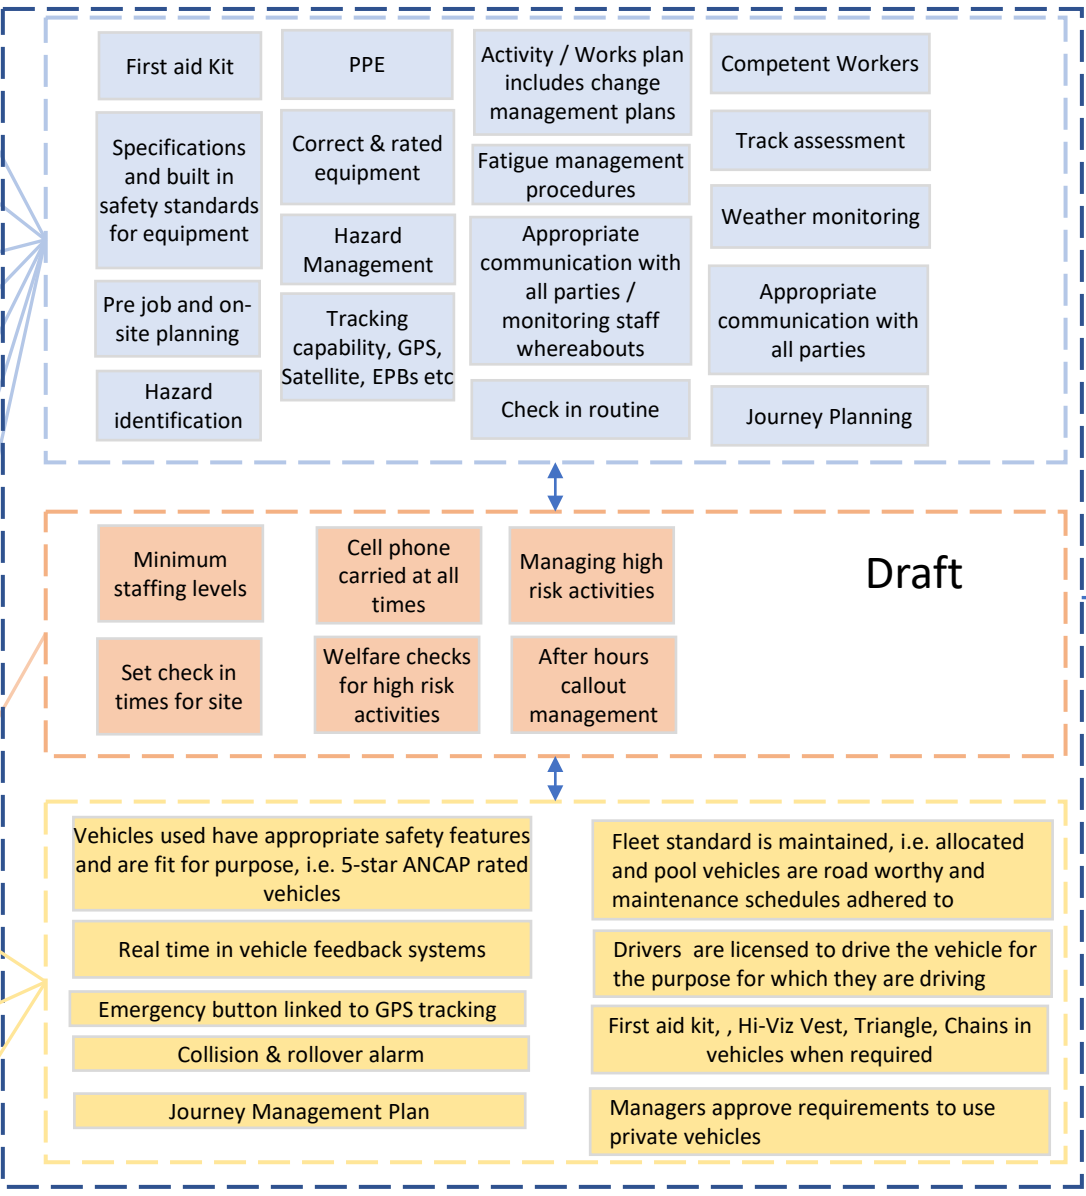 First aid Kit
Specifications
and built in
safety standards
for equipment
Pre job and on-
site planning
Hazard
identification
PPE
Correct & rated
equipment
Hazard
Management
Tracking
capability, GPS,
Satellite, EPBs etc
Activity / Works plan
includes change
management plans
Fatigue management
procedures
Appropriate
communication with
all parties /
monitoring staff
whereabouts
Check in routine
Competent Workers
Track assessment
Weather monitoring
Appropriate
communication with
all parties
Journey Planning
Minimum
staffing levels
Set check in
times for site
Cell phone
carried at all
times
Welfare checks
for high risk
activities
Managing high
risk activities
After hours
callout
management
Draft
Vehicles used have appropriate safety features
and are fit for purpose, i.e. 5-star ANCAP rated
vehicles
Real time in vehicle feedback systems
Emergency button linked to GPS tracking
Collision & rollover alarm
Journey Management Plan
Fleet standard is maintained, i.e. allocated
and pool vehicles are road worthy and
maintenance schedules adhered to
Drivers  are licensed to drive the vehicle for
the purpose for which they are driving
First aid kit, , Hi-Viz Vest, Triangle, Chains in
vehicles when required
Managers approve requirements to use
private vehicles